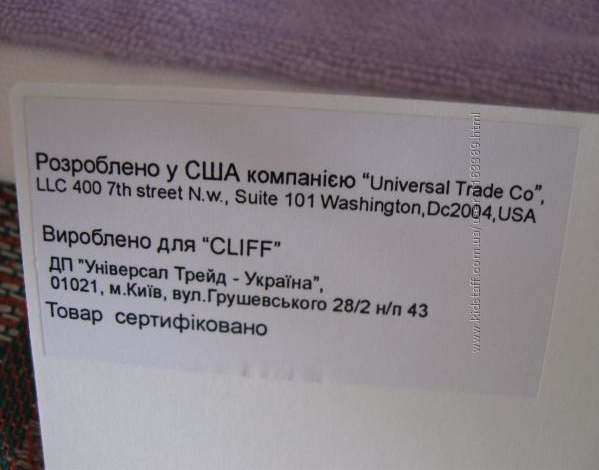 Розроблено у США компанією “Universal Trade Co”,
LLC 400 7th street N.w., Suite 101 Washington,Dc2004,USA
Вироблено для “CLIFF”
ДП "Універсал Трейд - Україна",
01021, м.Київ, вул.Грушевського 28/2 н/п 43
Товар сертифіковано